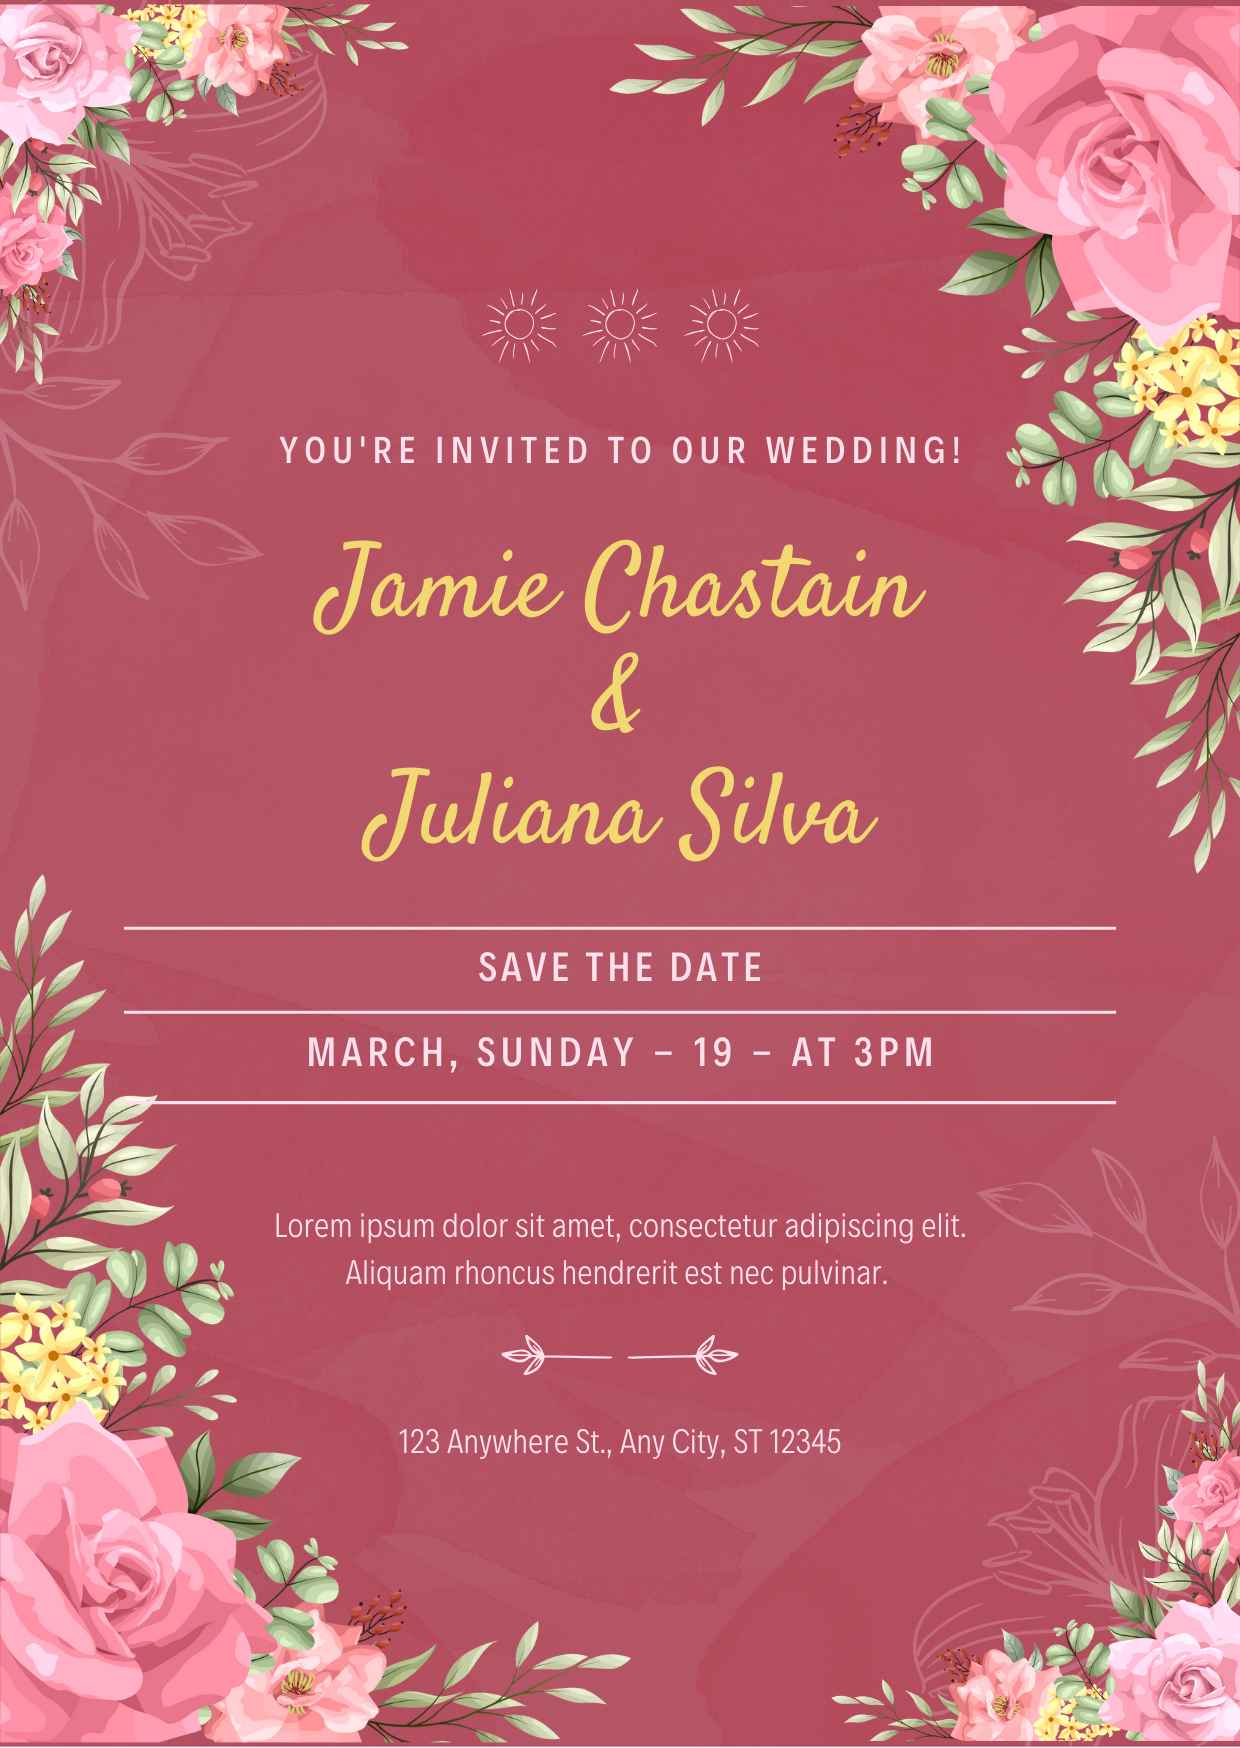 YOU'RE INVITED TO OUR WEDDING!
Jamie Chastain
&
Juliana Silva
SAVE THE DATE
MARCH, SUNDAY – 19 – AT 3PM
Lorem ipsum dolor sit amet, consectetur adipiscing elit.
Aliquam rhoncus hendrerit est nec pulvinar.
123 Anywhere St., Any City, ST 12345